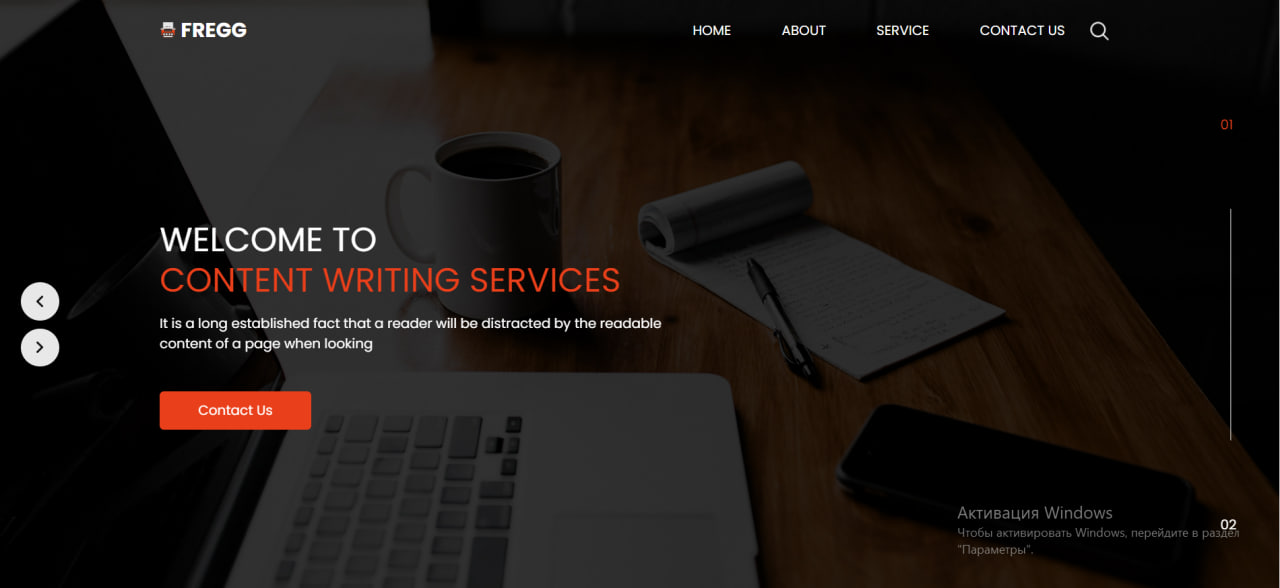 FREGG
HOME ABOUT SERVICE CONTACT US
01
WELCOME TO
CONTENT WRITING SERVICES
It is a long established fact that a reader will be distracted by the readable
content of a page when looking
Contact Us
Активация Windows
02
Чтобы активировать Windows, перейдите в раздел
"Параметры".